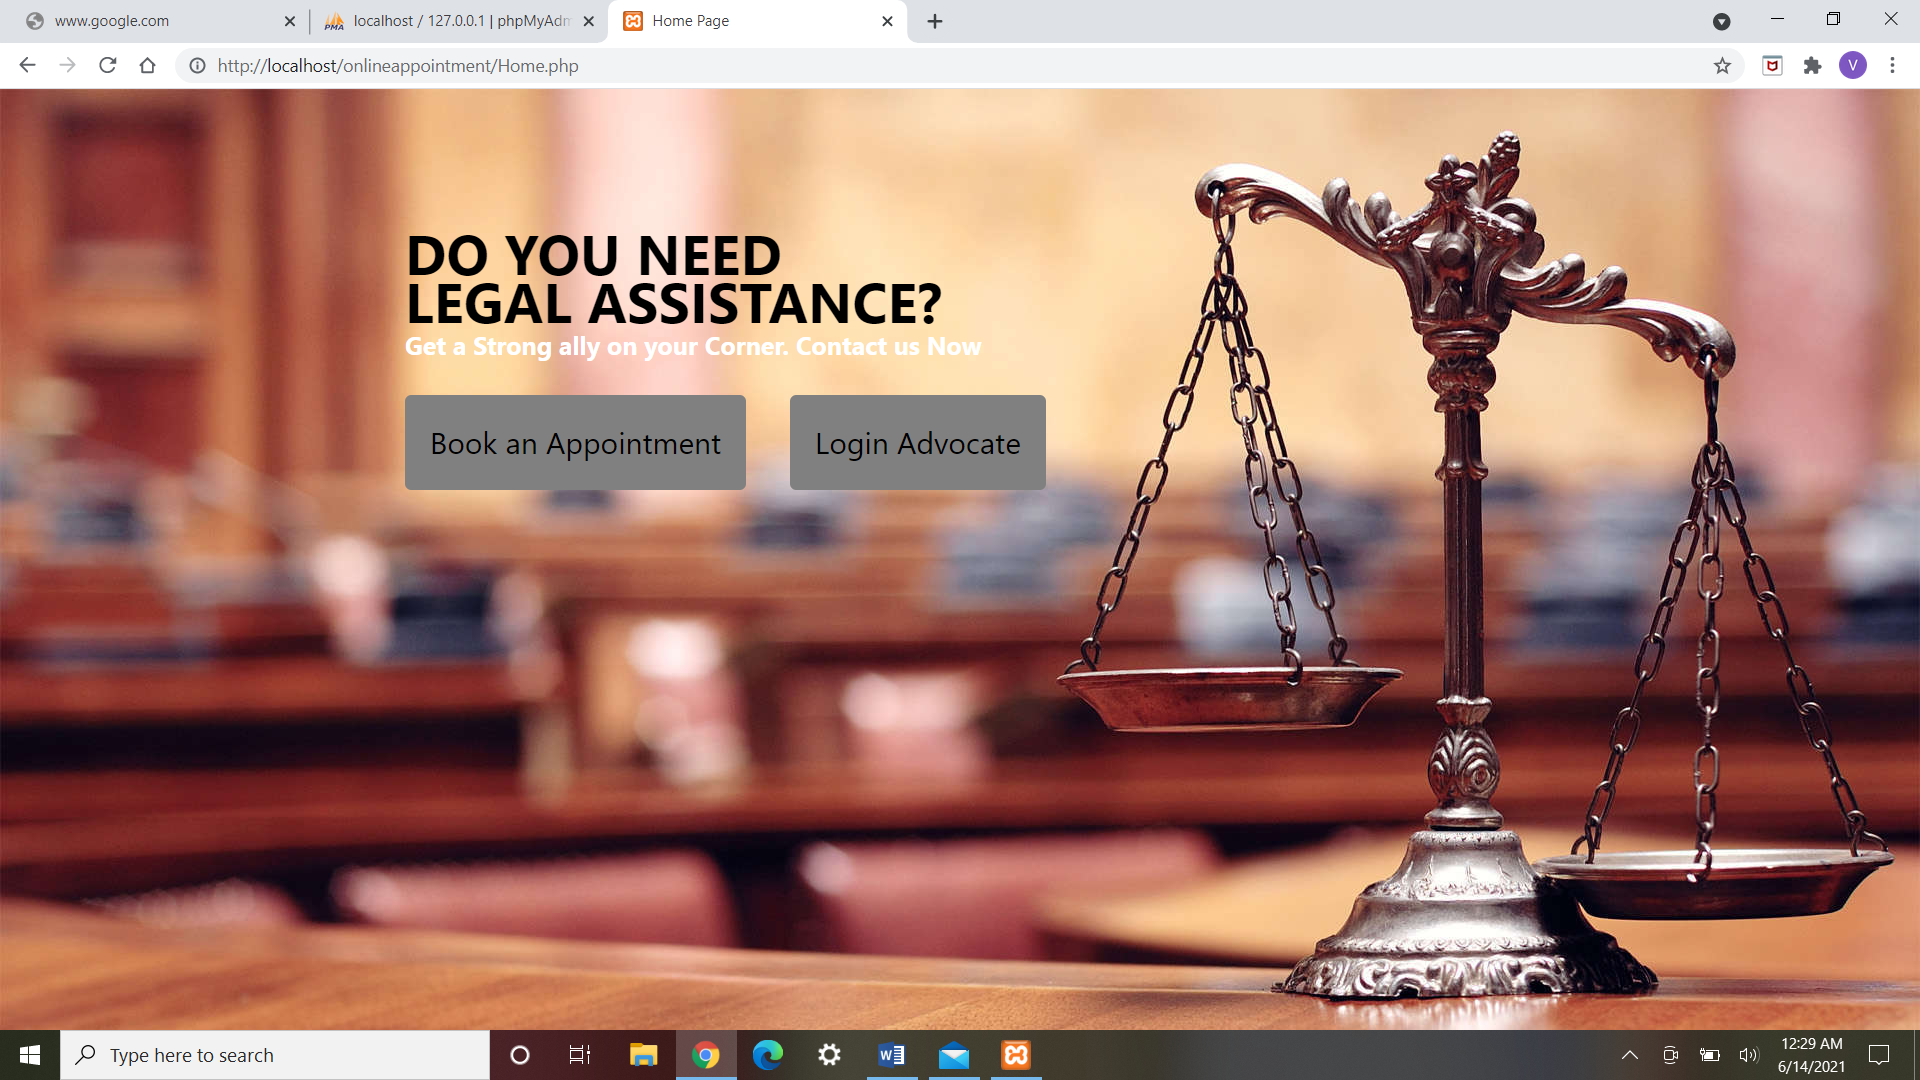 www.google.com
localhost / 127.0.0.1 | phpMyAdm
Home Page
http://localhost/onlineappointment/Home.php
V
DO YOU NEED
LEGAL ASSISTANCE?
Get a Strong ally on your Corner. Contact us Now
Book an Appointment
Login Advocate
Type here to search
12:29 AM
6/14/2021